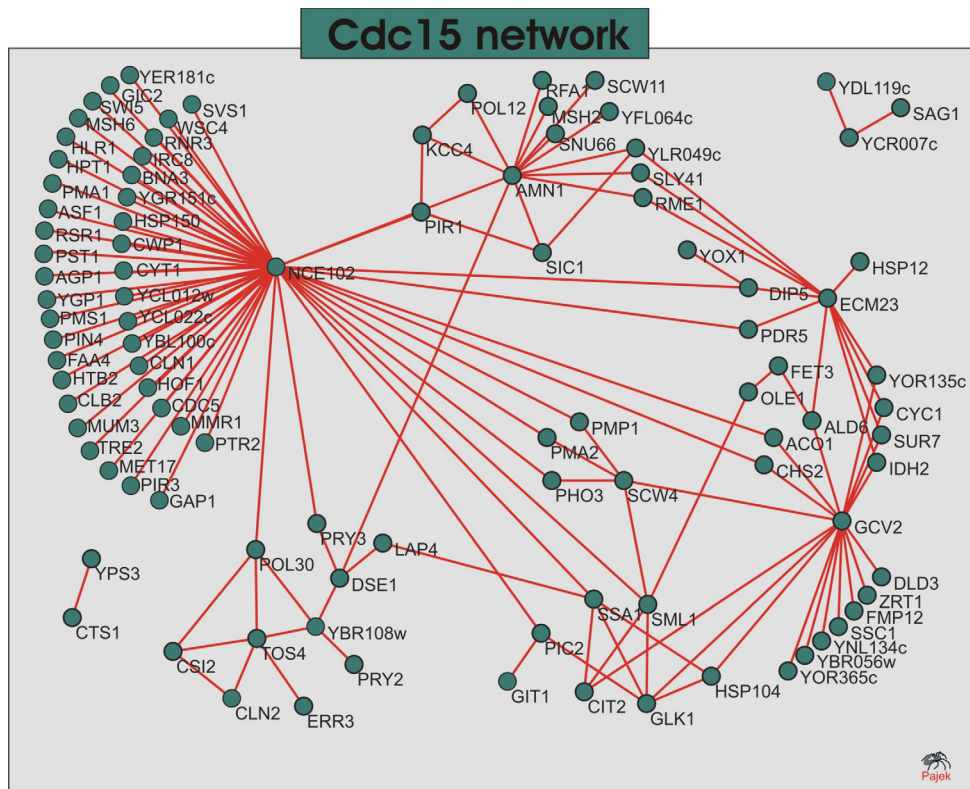 Cdc15 network
YER181c
GIC2
SWI5
SVS1
MSH6
WSC4
HLR1
RNR3
HPT1
IRC8
BNA3
PMA1
YGR151c
ASF1
HSP150
RSR1
CWP1
PST1
CYT1
AGP1
YCL012w
YGP1
YCL022c
PMS1
YBL100c
PIN4
CLN1
FAA4
HOF1
HTB2
CDC5
CLB2
MMR1
MUM3
PTR2
TRE2
MET17
PIR3
GAP1
NCE102
POL12
KCC4
PIR1
RFA1
SCW11
MSH2
YFL064c
SNU66
YLR049c
SLY41
AMN1
RME1
SIC1
YDL119c
SAG1
YCR007c
YOX1
DIP5
HSP12
ECM23
PDR5
FET3
YOR135c
OLE1
CYC1
ALD6
ACO1
SUR7
CHS2
IDH2
PMP1
PMA2
PHO3
SCW4
GCV2
PRY3
POL30
LAP4
DSE1
YPS3
CTS1
YBR108w
TOS4
CSI2
PRY2
CLN2
ERR3
SSA1
SML1
PIC2
GIT1
CIT2
GLK1
HSP104
DLD3
ZRT1
FMP12
SSC1
YNL134c
YBR056w
YOR365c
Pajek